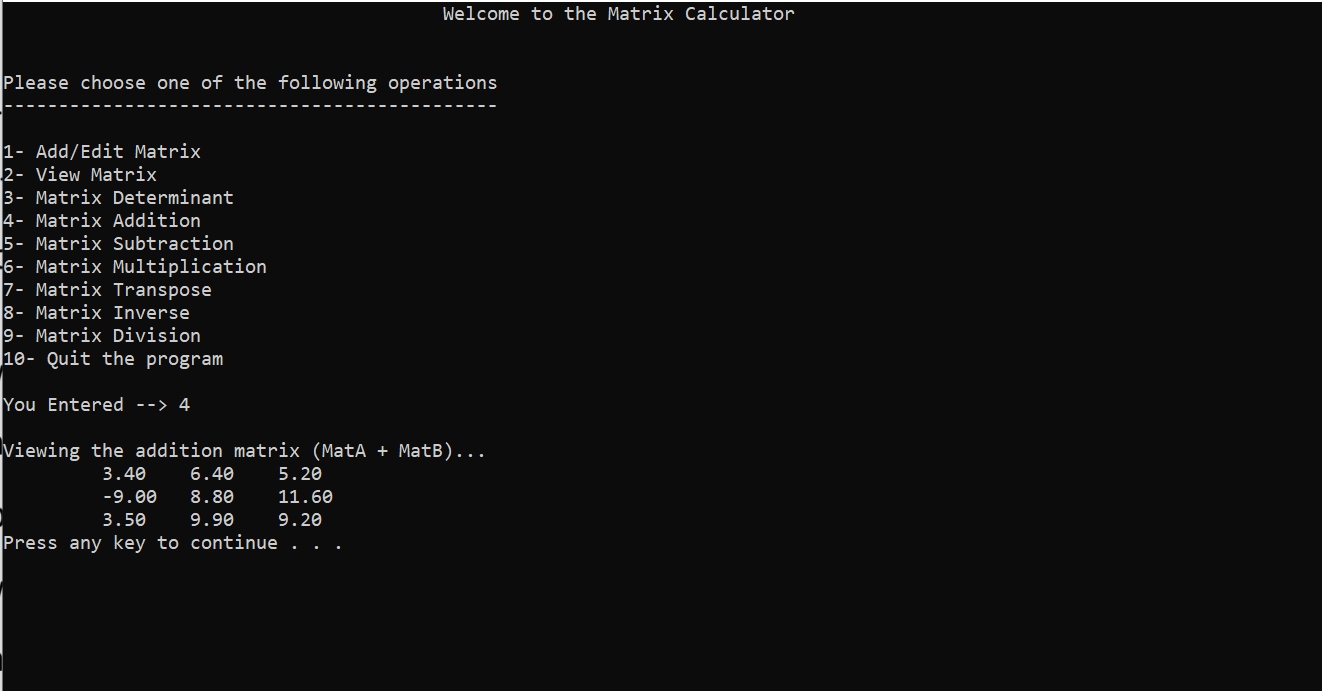 Welcome to the Matrix Calculator
Please choose one of the following operations
---------------------------------------------
1- Add/Edit Matrix
2- View Matrix
3- Matrix Determinant
4- Matrix Addition
5- Matrix Subtraction
6- Matrix Multiplication
7- Matrix Transpose
8- Matrix Inverse
9- Matrix Division
10- Quit the program
You Entered --> 4
Viewing the addition matrix (MatA + MatB)...
3.40 6.40 5.20
-9.00 8.80 11.60
3.50 9.90 9.20
Press any key to continue . . .